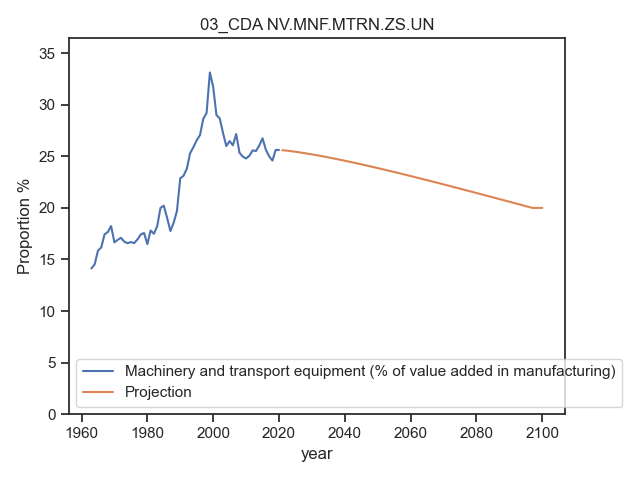 03_CDA NV.MNF.MTRN.ZS.UN
Proportion %
35
30
25
20
15
10
5
0
Machinery and transport equipment (% of value added in manufacturing)
Projection
1960 1980 2000 2020 2040 2060 2080 2100
year